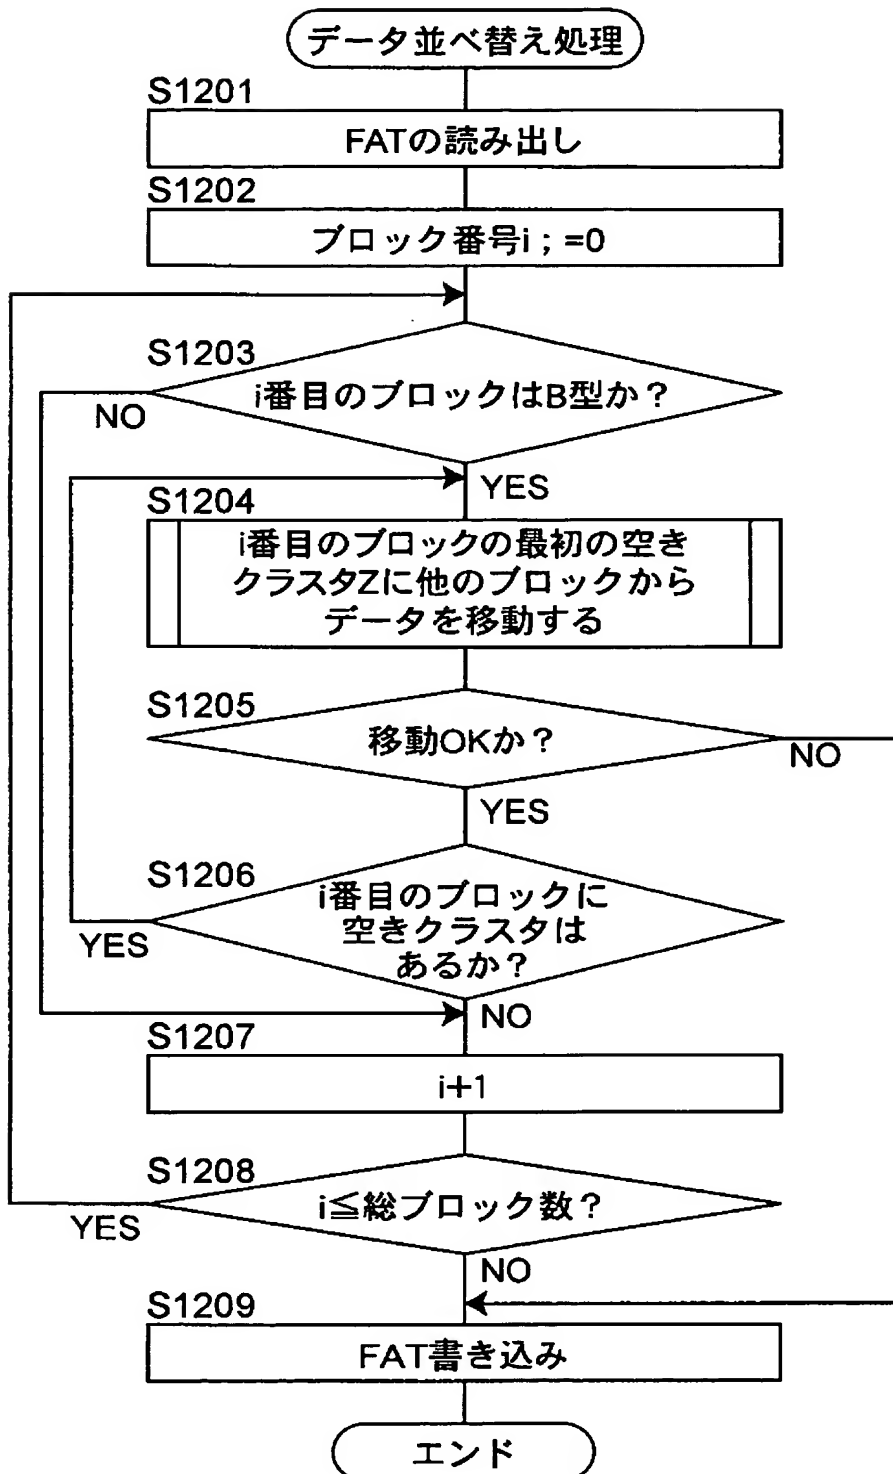 データ並べ替え処理
S1201
FATの読み出し
S1202
ブロック番号i ; =0
S1203
i番目のブロックはB型か？
NO
YES
S1204
i番目のブロックの最初の空き
クラスタZに他のブロックから
データを移動する
S1205
移動OKか？
NO
YES
S1206
i番目のブロックに
空きクラスタは
あるか？
YES
NO
S1207
i+1
S1208
i≦総ブロック数？
YES
NO
S1209
FAT書き込み
エンド